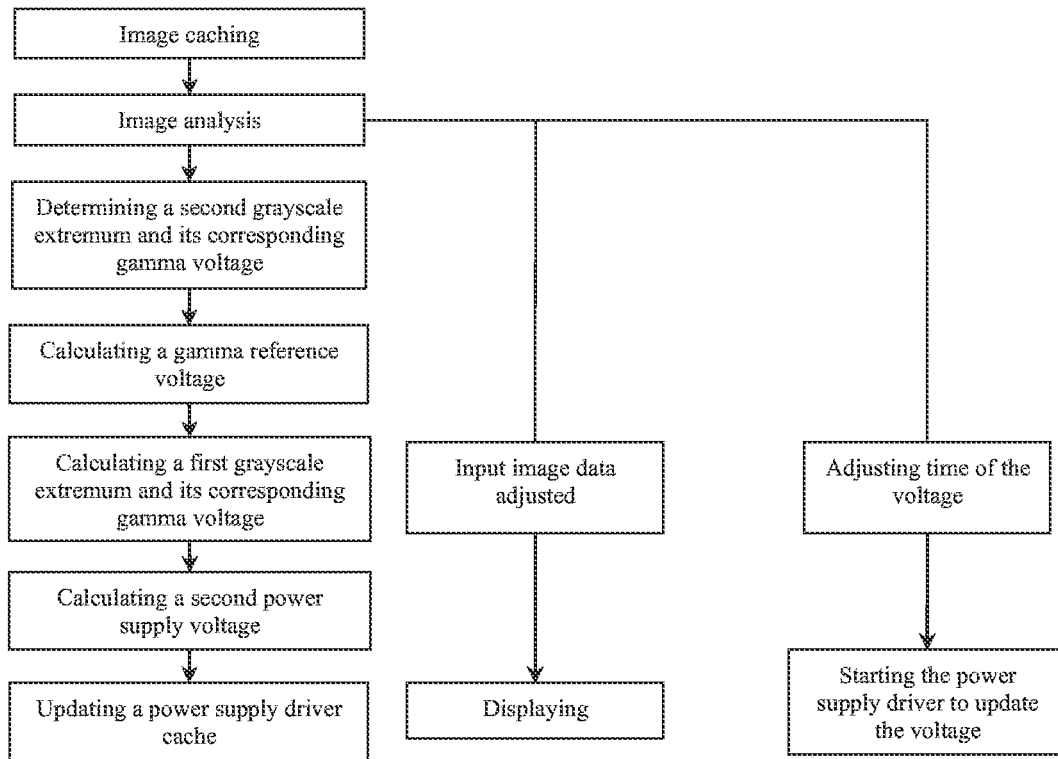 Image caching
Image analysis
Determining a second grayscale
extremum and its corresponding
gamma voltage
Calculating a gamma reference
voltage
Calculating a first grayscale
extremum and its corresponding
gamma voltage
Calculating a second power
supply voltage
Updating a power supply driver
cache
Input image data
adjusted
Displaying
Adjusting time of the
voltage
Starting the power
supply driver to update
the voltage